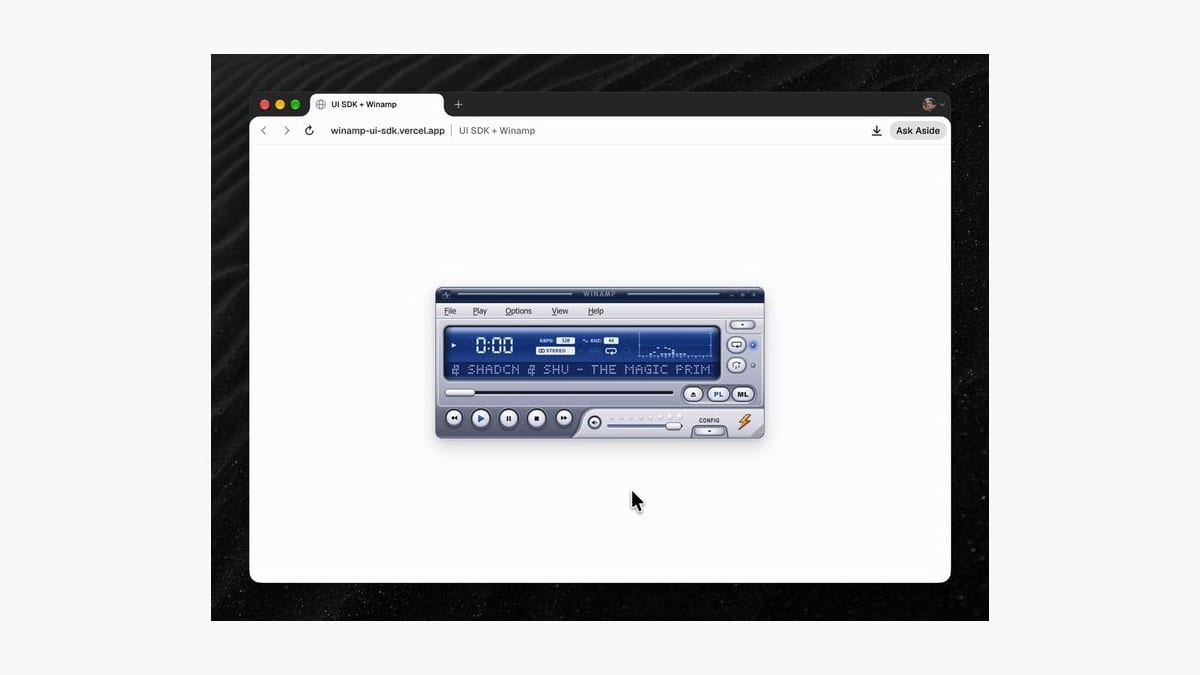 UI SDK + Winamp
winamp-ui-sdk.vercel.app UI SDK + Winamp
Ask Aside
WINAMP
File Play Options View Help
0:00
KBPS: 320 KHZ: 44
STEREO
SHADCN SHU - THE MAGIC PRIM
PL ML
CONFIG